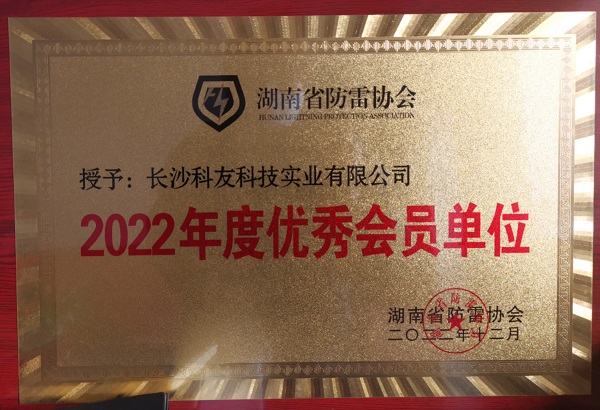 湖南省防雷协会
HUNAN LIGHTNING PROTECTION ASSOCIATION
授予：长沙科友科技实业有限公司
2022年度优秀会员单位
湖南省防雷协会
二〇二二年十二月